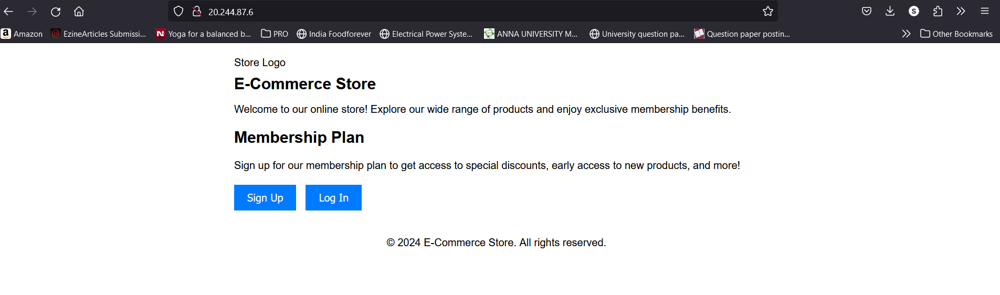 20.244.87.6
Amazon EzineArticles Submissi... Yoga for a balanced b... PRO India Foodforever Electrical Power Syste... ANNA UNIVERSITY M... University question pa... Question paper postin... Other Bookmarks
Store Logo
E-Commerce Store
Welcome to our online store! Explore our wide range of products and enjoy exclusive membership benefits.
Membership Plan
Sign up for our membership plan to get access to special discounts, early access to new products, and more!
Sign Up Log In
© 2024 E-Commerce Store. All rights reserved.